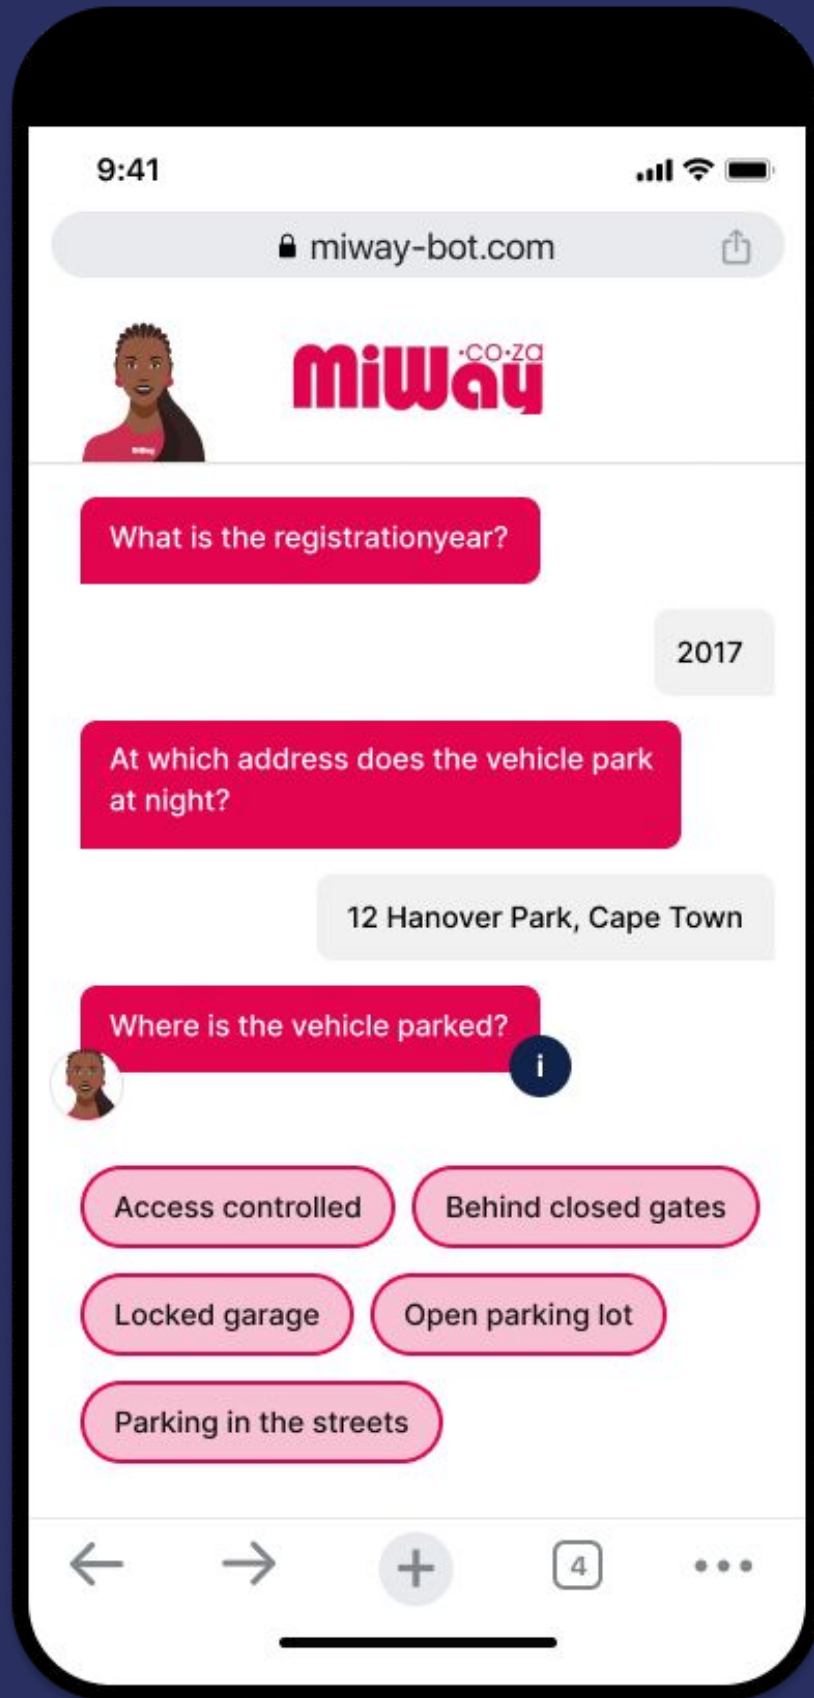 9:41
miway-bot.com
MiWay.co.za
What is the registrationyear?
2017
At which address does the vehicle park
at night?
12 Hanover Park, Cape Town
Where is the vehicle parked?
i
Access controlled
Behind closed gates
Locked garage
Open parking lot
Parking in the streets
4